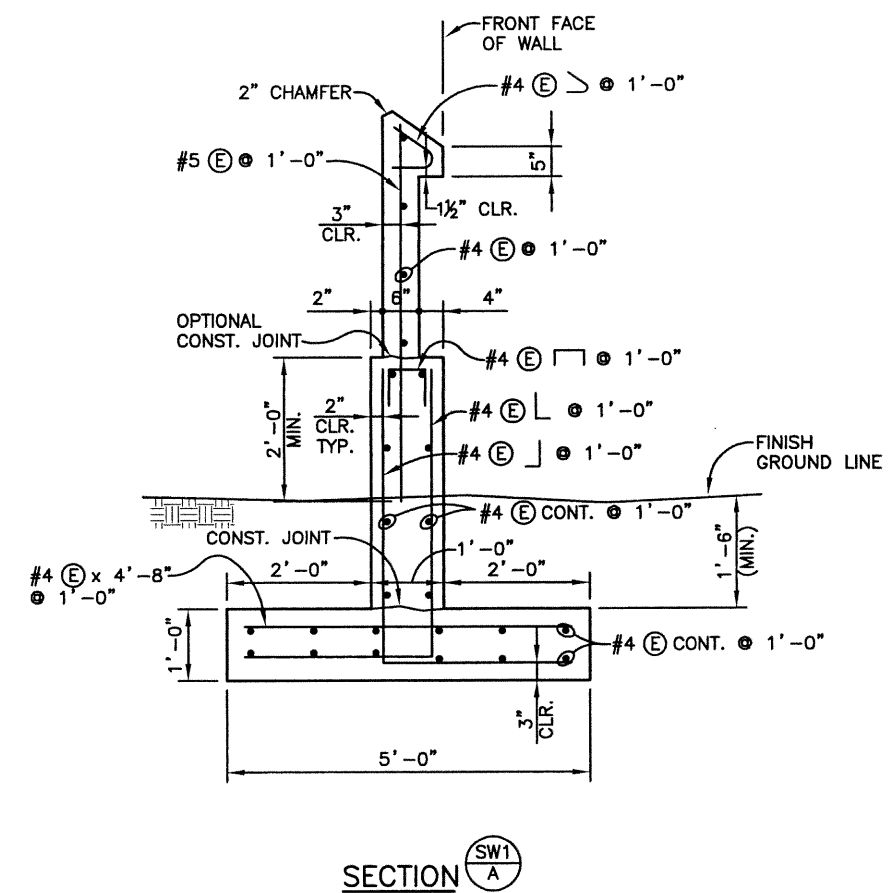 FRONT FACE
OF WALL
2" CHAMFER
#4 Ⓔ @ 1'-0"
#5 Ⓔ @ 1'-0"
5"
1½" CLR.
3"
CLR.
#4 Ⓔ @ 1'-0"
2"
6"
4"
OPTIONAL
CONST. JOINT
#4 Ⓔ @ 1'-0"
2'-0"
MIN.
2"
CLR.
TYP.
#4 Ⓔ @ 1'-0"
#4 Ⓔ @ 1'-0"
FINISH
GROUND LINE
#4 Ⓔ CONT. @ 1'-0"
CONST. JOINT
1'-0"
1'-6"
(MIN.)
#4 Ⓔ x 4'-8"
@ 1'-0"
2'-0"
2'-0"
1'-0"
#4 Ⓔ CONT. @ 1'-0"
3"
CLR.
5'-0"
SECTION
SW1
A